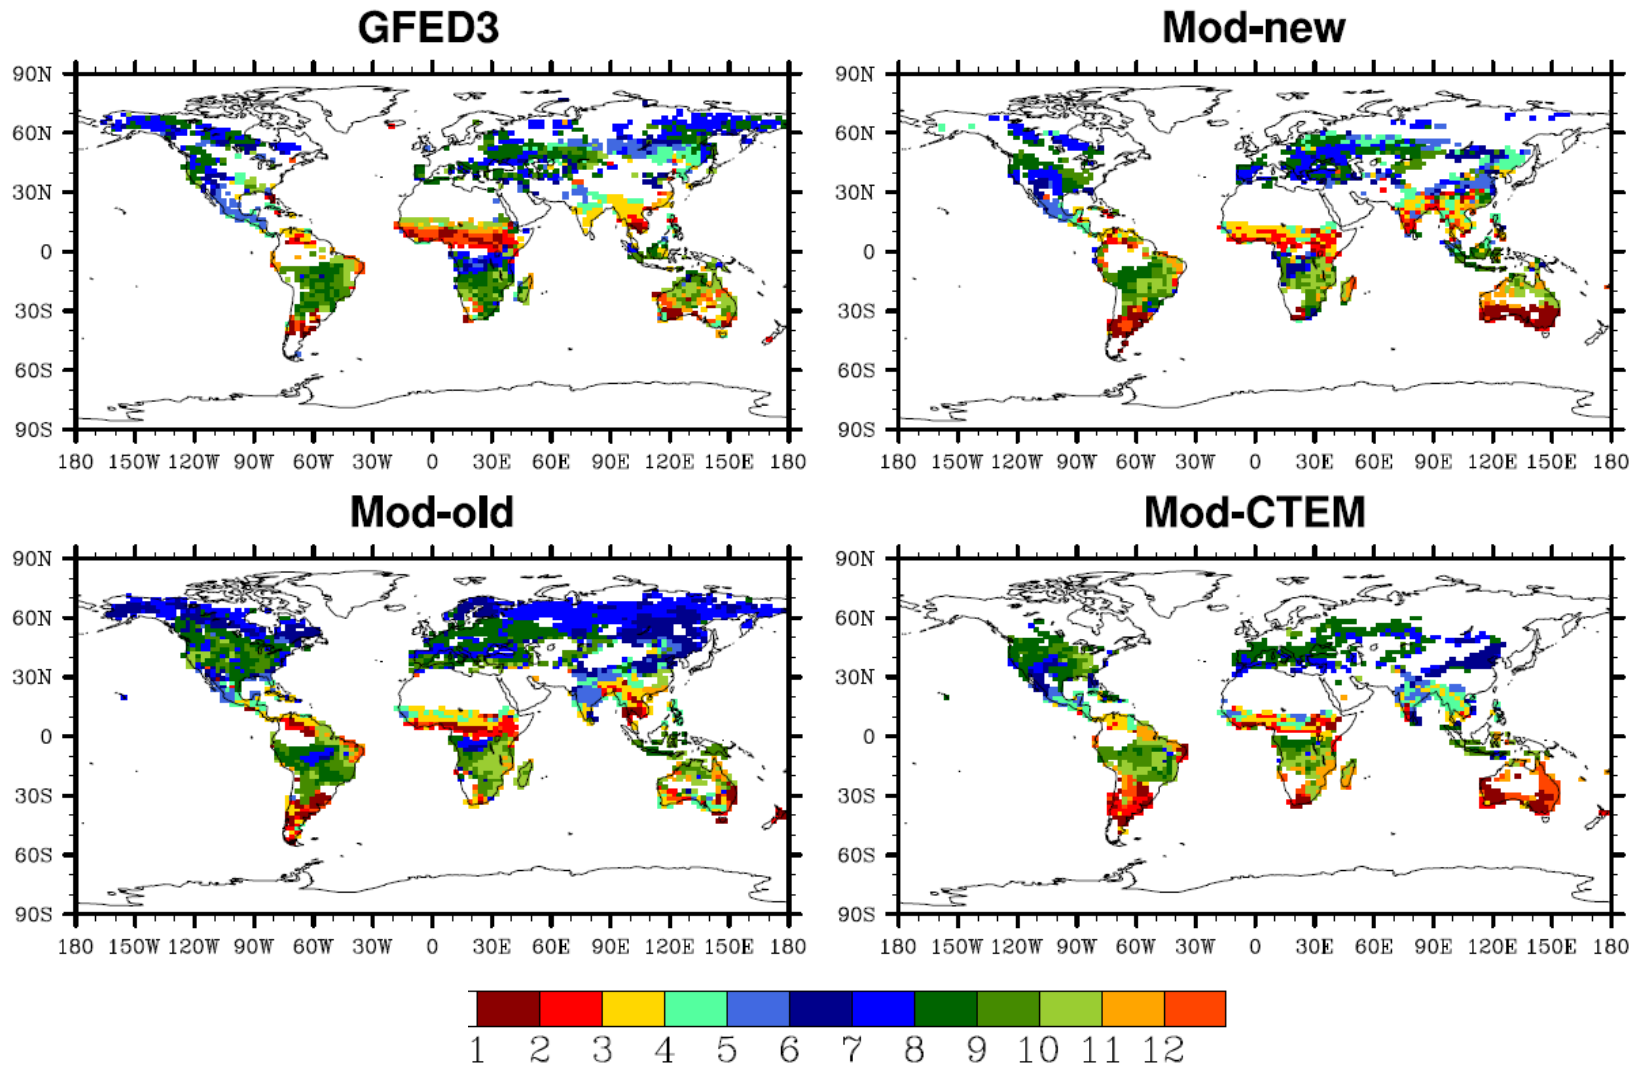 GFED3 Mod-new
90N 90N
60N 60N
30N 30N
0 0
30S 30S
60S 60S
90S 90S
180 150W 120W 90W 60W 30W 0 30E 60E 90E 120E 150E 180 180 150W 120W 90W 60W 30W 0 30E 60E 90E 120E 150E 180
Mod-old Mod-CTEM
90N 90N
60N 60N
30N 30N
0 0
30S 30S
60S 60S
90S 90S
180 150W 120W 90W 60W 30W 0 30E 60E 90E 120E 150E 180 180 150W 120W 90W 60W 30W 0 30E 60E 90E 120E 150E 180
1 2 3 4 5 6 7 8 9 10 11 12